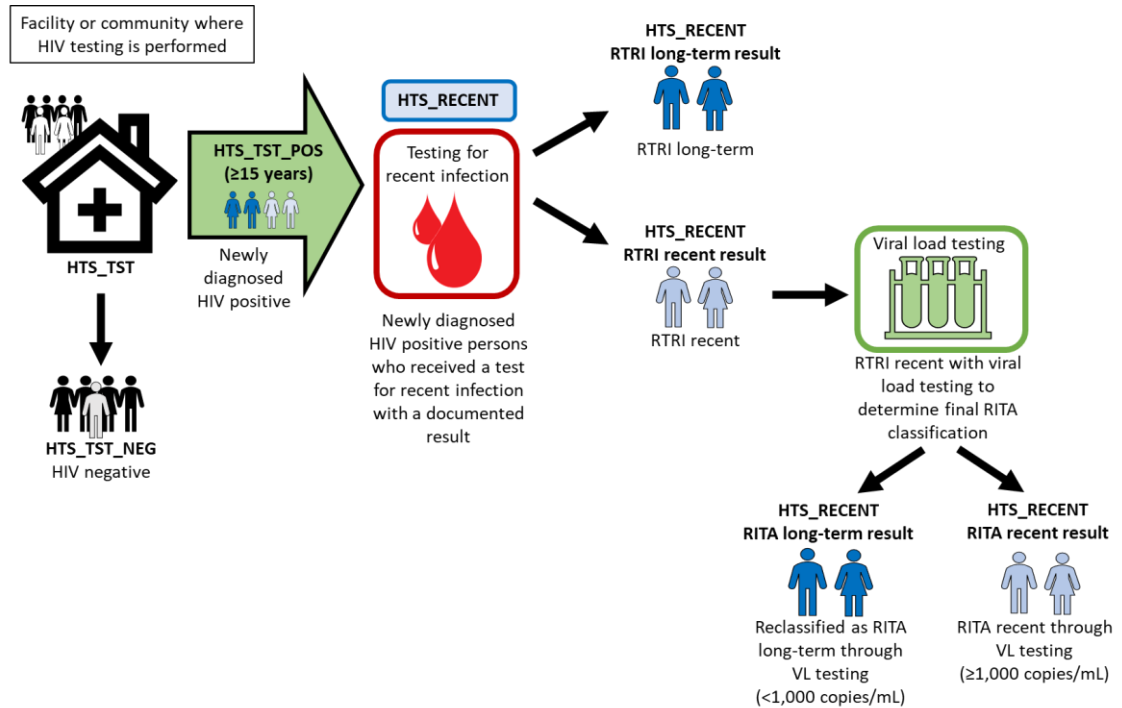 Facility or community where
HIV testing is performed
HTS_TST
HTS_TST_NEG
HIV negative
HTS_TST_POS
(≥15 years)
Newly
diagnosed
HIV positive
HTS_RECENT
Testing for
recent infection
Newly diagnosed
HIV positive persons
who received a test
for recent infection
with a documented
result
HTS_RECENT
RTRI long-term result
RTRI long-term
HTS_RECENT
RTRI recent result
RTRI recent
Viral load testing
RTRI recent with viral
load testing to
determine final RITA
classification
HTS_RECENT
RITA long-term result
Reclassified as RITA
long-term through
VL testing
(<1,000 copies/mL)
HTS_RECENT
RITA recent result
RITA recent through
VL testing
(≥1,000 copies/mL)